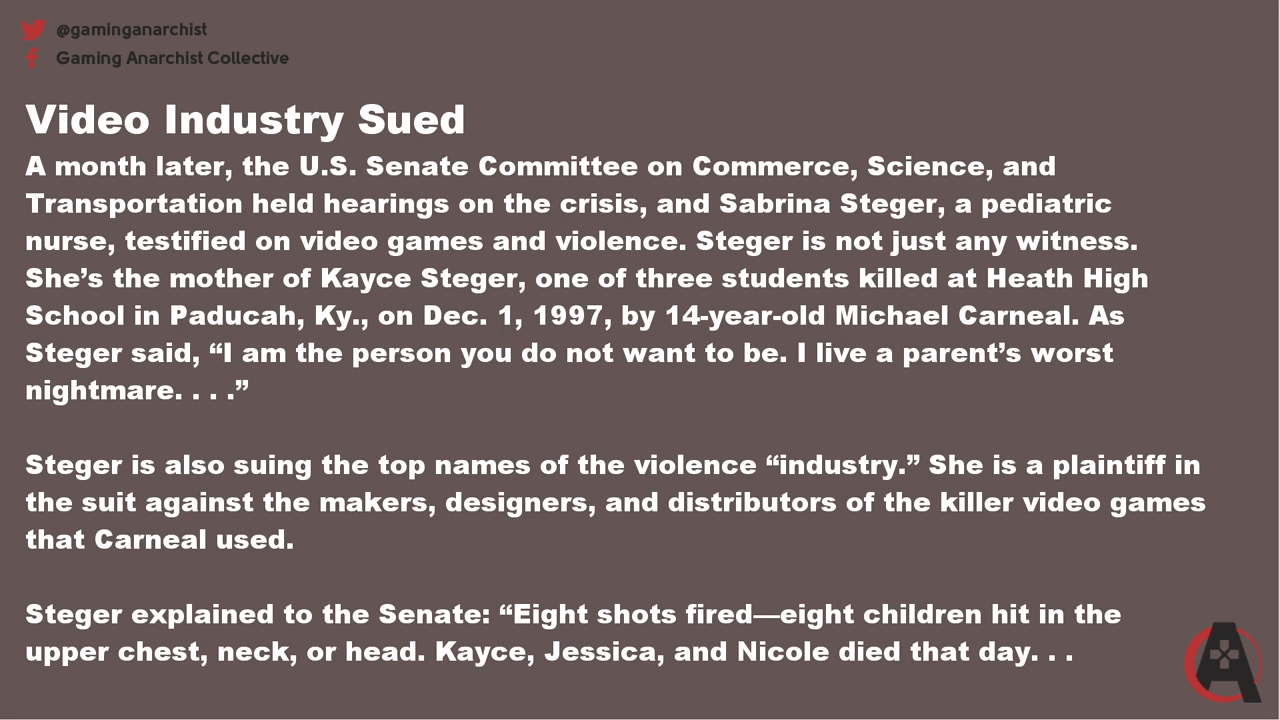 @gaminganarchist
Gaming Anarchist Collective
Video Industry Sued
A month later, the U.S. Senate Committee on Commerce, Science, and
Transportation held hearings on the crisis, and Sabrina Steger, a pediatric
nurse, testified on video games and violence. Steger is not just any witness.
She’s the mother of Kayce Steger, one of three students killed at Heath High
School in Paducah, Ky., on Dec. 1, 1997, by 14-year-old Michael Carneal. As
Steger said, “I am the person you do not want to be. I live a parent’s worst
nightmare. . . .”
Steger is also suing the top names of the violence “industry.” She is a plaintiff in
the suit against the makers, designers, and distributors of the killer video games
that Carneal used.
Steger explained to the Senate: “Eight shots fired—eight children hit in the
upper chest, neck, or head. Kayce, Jessica, and Nicole died that day. . .
A